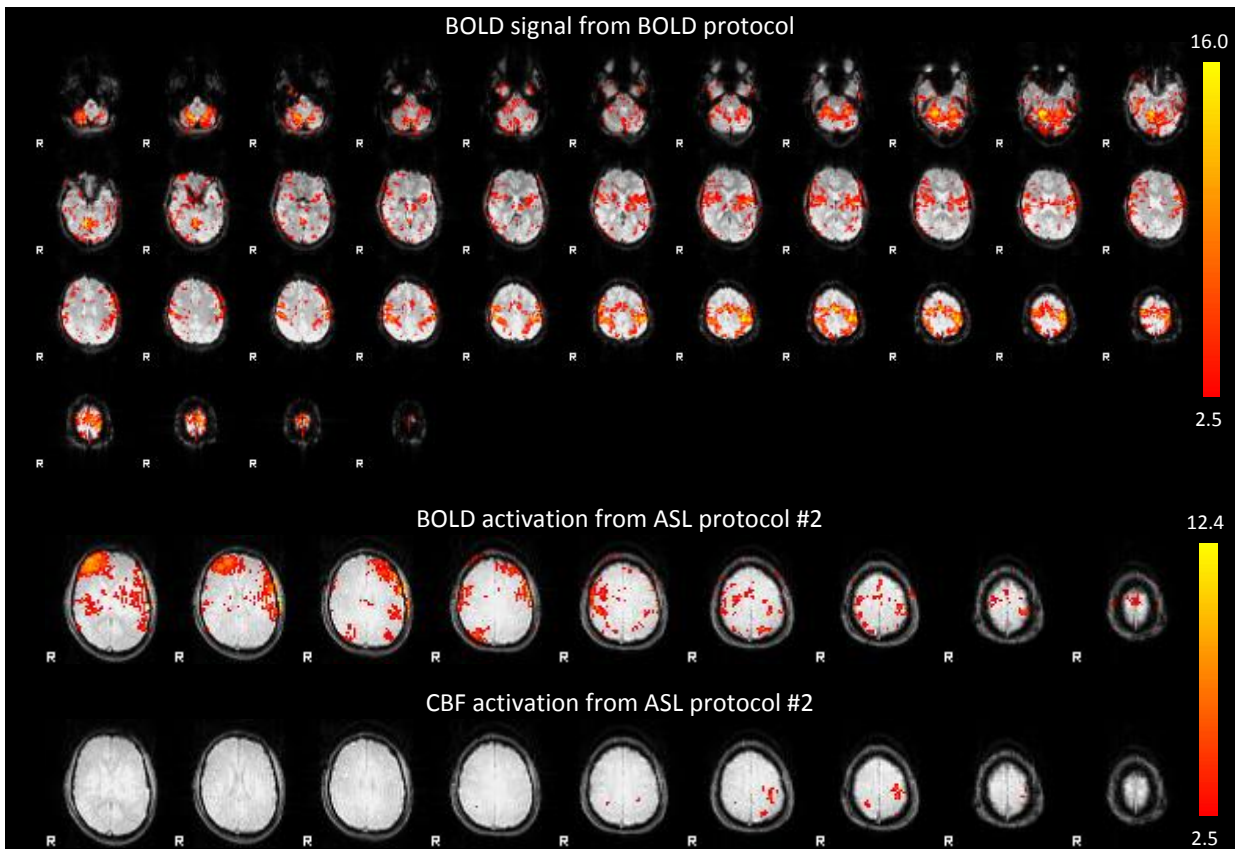 BOLD signal from BOLD protocol
16.0
R R R R R R R R R R R
R R R R R R R R R R R
R R R R R R R R R R R
2.5
R R R R
BOLD activation from ASL protocol #2
12.4
R R R R R R R R R
CBF activation from ASL protocol #2
R R R R R R R R R
2.5